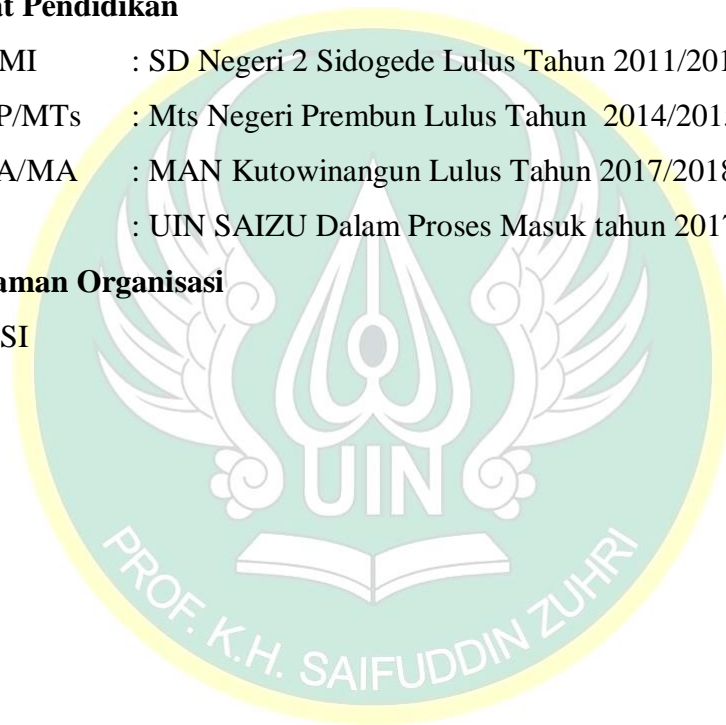 at Pendidikan
MI : SD Negeri 2 Sidogede Lulus Tahun 2011/201
P/MTs : Mts Negeri Prembun Lulus Tahun 2014/201
A/MA : MAN Kutowinangun Lulus Tahun 2017/2018
: UIN SAIZU Dalam Proses Masuk tahun 2017
aman Organisasi
SI
UIN
PROF. K.H. SAIFUDDIN ZUHRI